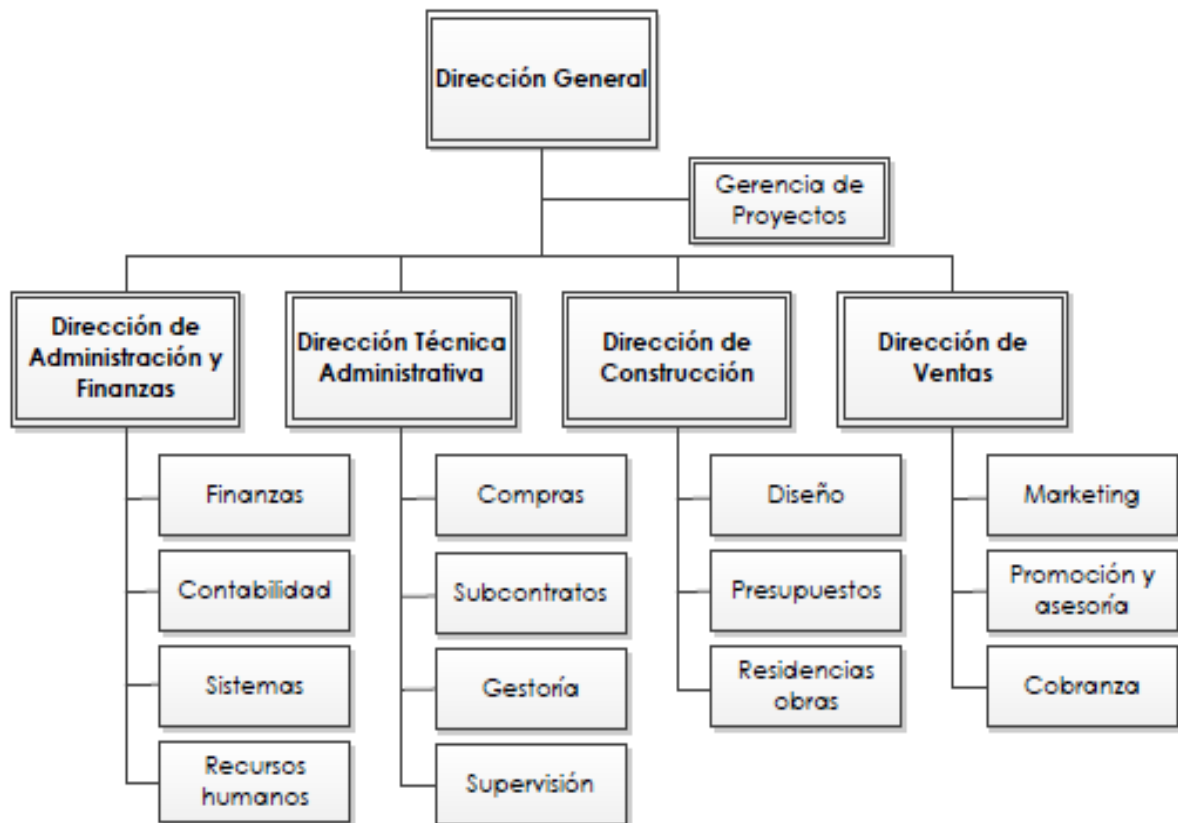 Dirección General
Gerencia de
Proyectos
Dirección de
Administración y
Finanzas
Dirección Técnica
Administrativa
Dirección de
Construcción
Dirección de
Ventas
Finanzas
Contabilidad
Sistemas
Recursos
humanos
Compras
Subcontratos
Gestoría
Supervisión
Diseño
Presupuestos
Residencias
obras
Marketing
Promoción y
asesoría
Cobranza